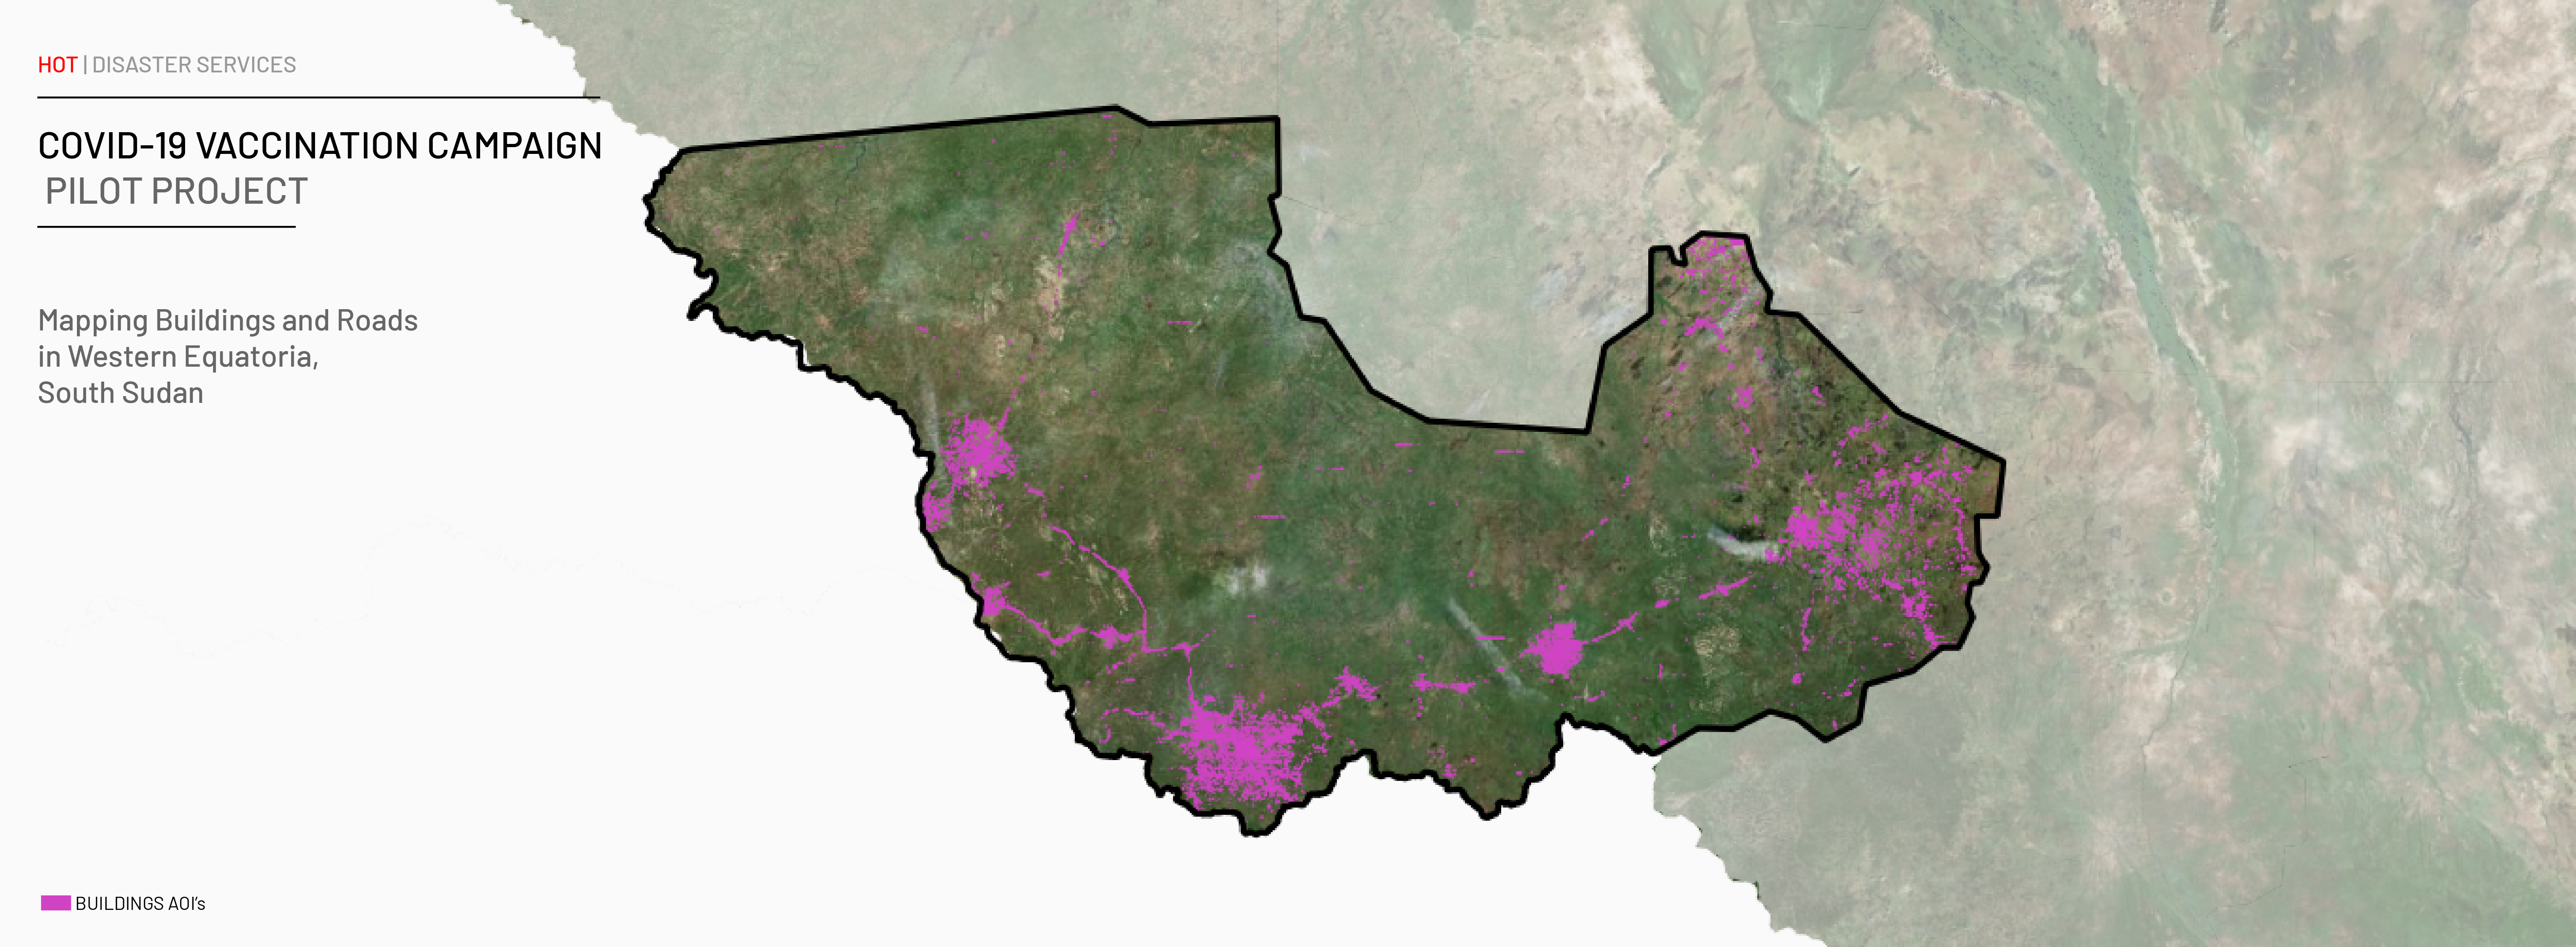 HOT | DISASTER SERVICES
COVID-19 VACCINATION CAMPAIGN
PILOT PROJECT
Mapping Buildings and Roads
in Western Equatoria,
South Sudan
BUILDINGS AOI's